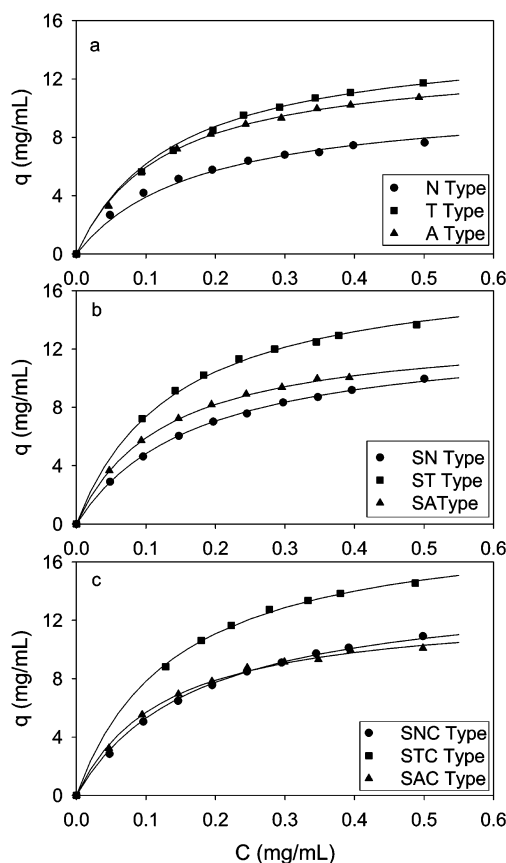 16
a
12
q (mg/mL)
8
4
0
N Type
T Type
A Type
0.0 0.1 0.2 0.3 0.4 0.5 0.6
16
b
12
q (mg/mL)
8
4
0
SN Type
ST Type
SAType
0.0 0.1 0.2 0.3 0.4 0.5 0.6
16
c
12
q (mg/mL)
8
4
0
SNC Type
STC Type
SAC Type
0.0 0.1 0.2 0.3 0.4 0.5 0.6
C (mg/mL)